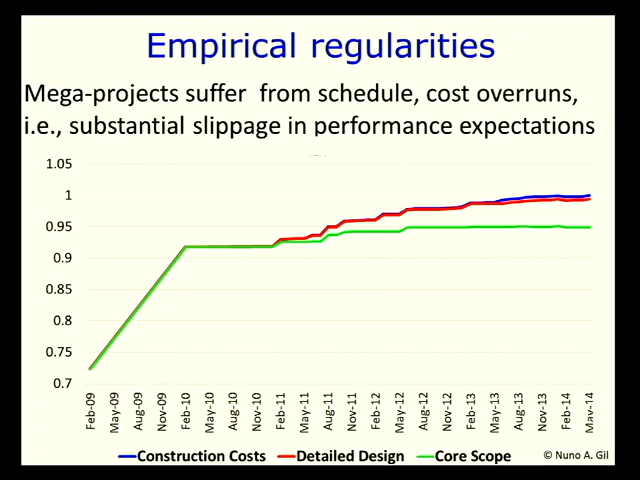 Empirical regularities
Mega-projects suffer from schedule, cost overruns,
i.e., substantial slippage in performance expectations
1.05
1
0.95
0.9
0.85
0.8
0.75
0.7
Feb-09
May-09
Aug-09
Nov-09
Feb-10
May-10
Aug-10
Nov-10
Feb-11
May-11
Aug-11
Nov-11
Feb-12
May-12
Aug-12
Nov-12
Feb-13
May-13
Aug-13
Nov-13
Feb-14
May-14
Construction Costs Detailed Design Core Scope © Nuno A. Gil